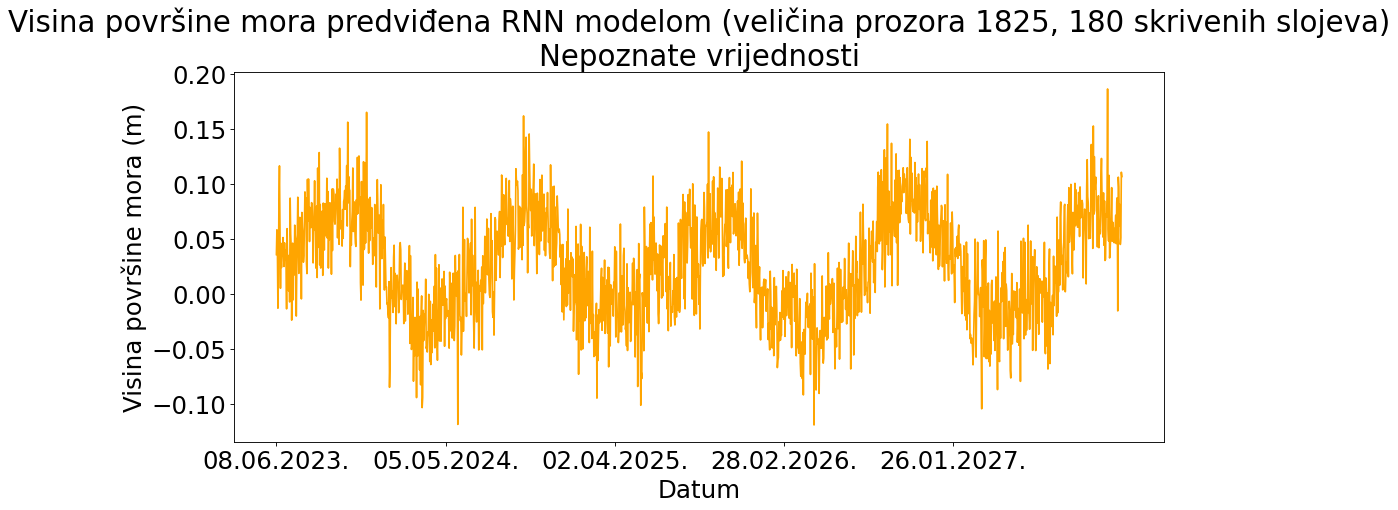 Visina površine mora predviđena RNN modelom (veličina prozora 1825, 180 skrivenih slojeva)
Nepoznate vrijednosti
Visina površine mora (m)
0.20
0.15
0.10
0.05
0.00
−0.05
−0.10
08.06.2023. 05.05.2024. 02.04.2025. 28.02.2026. 26.01.2027.
Datum